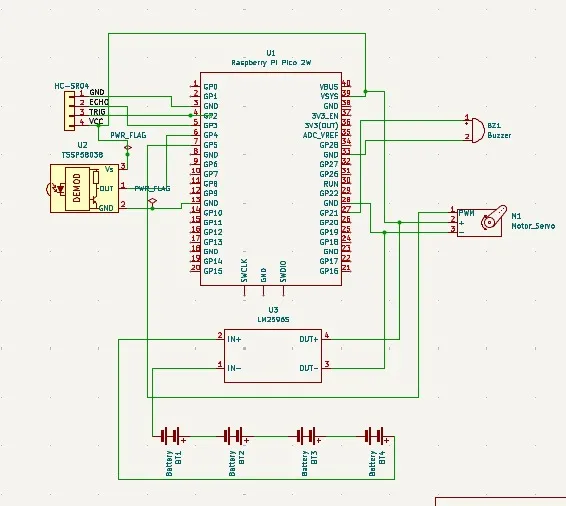 U1
Raspberry Pi Pico 2W
HC-SR04
GND 1
ECHO 2
TRIG 3
VCC 4
PWR_FLAG
U2
TSSP58038
DEMOD
Vs 3
OUT 1
GND 2
PWR_FLAG
1 GP0 VBUS 40
2 GP1 VSYS 39
3 GND GND 38
4 GP2 3V3_EN 37
5 GP3 3V3(OUT) 36
6 GP4 ADC_VREF 35
7 GP5 GP28 34
8 GND GND 33
9 GP6 GP27 32
10 GP7 GP26 31
11 GP8 RUN 30
12 GP9 GP22 29
13 GND GND 28
14 GP10 GP21 27
15 GP11 GP20 26
16 GP12 GP19 25
17 GP13 GP18 24
18 GND GND 23
19 GP14 GP17 22
20 GP15 GP16 21
SWCLK
GND
SWDIO
1
+
2
BZ1
Buzzer
1 PWM
2 +
3 -
M1
Motor_Servo
U3
LM2596S
2 IN+ OUT+ 4
1 IN- OUT- 3
+ + + +
Battery BT1
Battery BT2
Battery BT3
Battery BT4